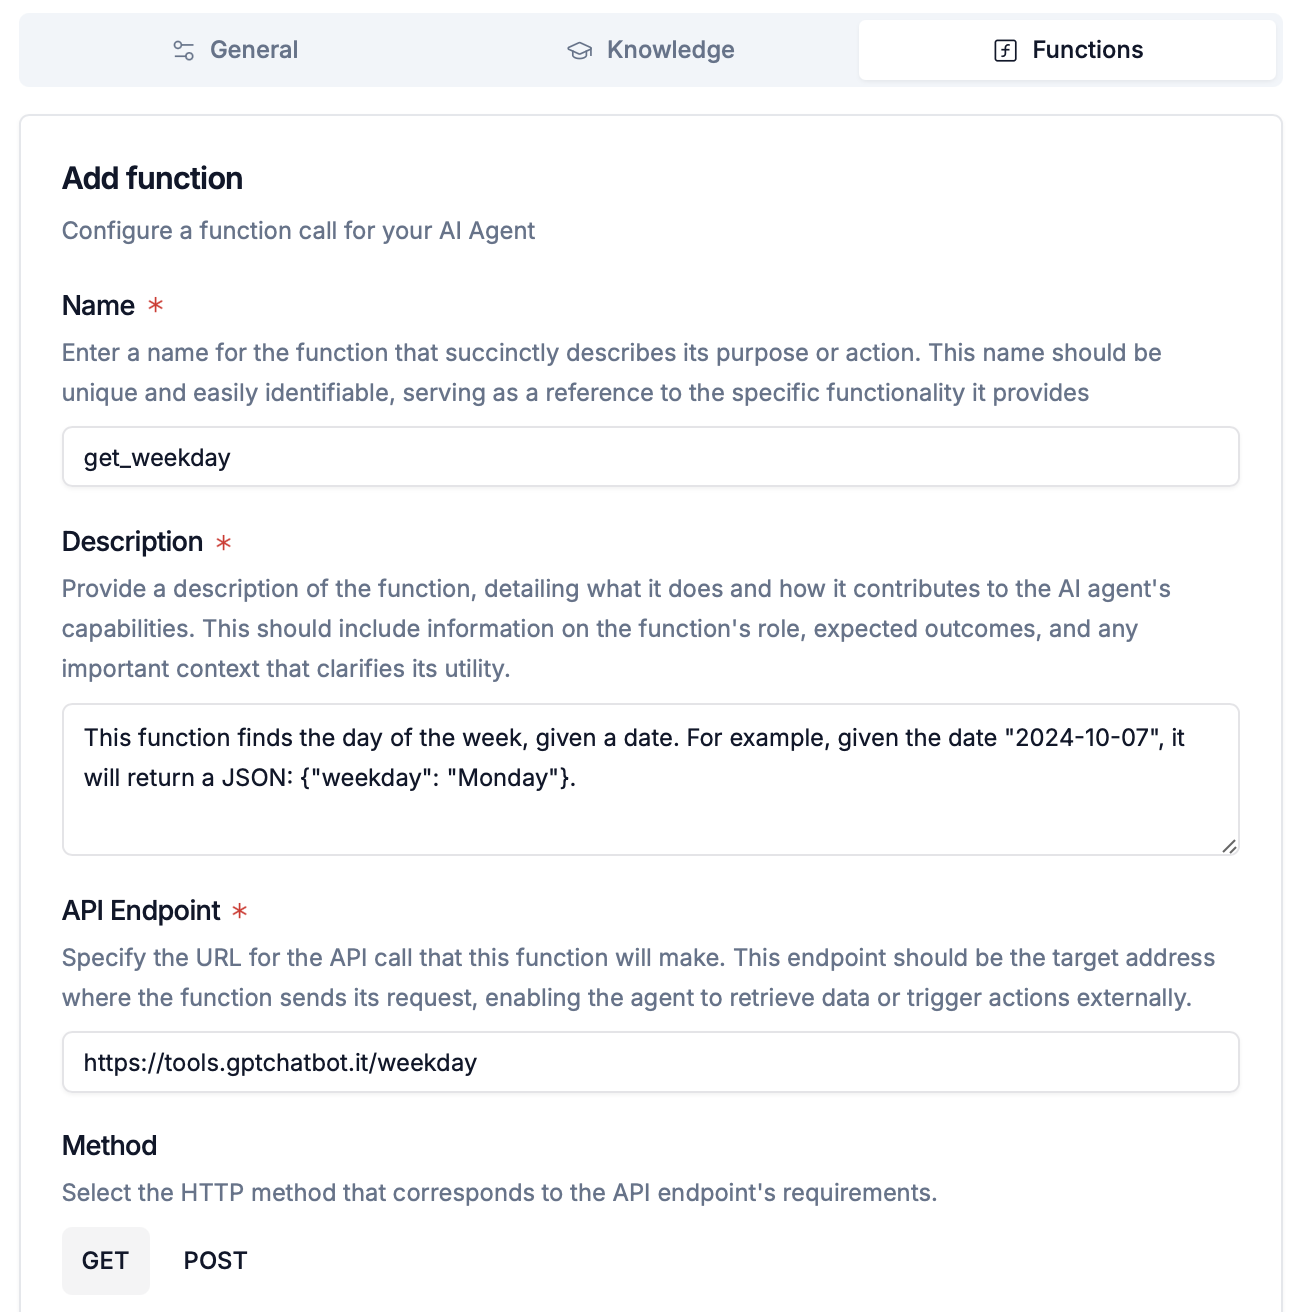 General
Knowledge
Functions
Add function
Configure a function call for your AI Agent
Name *
Enter a name for the function that succinctly describes its purpose or action. This name should be
unique and easily identifiable, serving as a reference to the specific functionality it provides
get_weekday
Description *
Provide a description of the function, detailing what it does and how it contributes to the AI agent's
capabilities. This should include information on the function's role, expected outcomes, and any
important context that clarifies its utility.
This function finds the day of the week, given a date. For example, given the date "2024-10-07", it
will return a JSON: {"weekday": "Monday"}.
API Endpoint *
Specify the URL for the API call that this function will make. This endpoint should be the target address
where the function sends its request, enabling the agent to retrieve data or trigger actions externally.
https://tools.gptchatbot.it/weekday
Method
Select the HTTP method that corresponds to the API endpoint's requirements.
GET POST